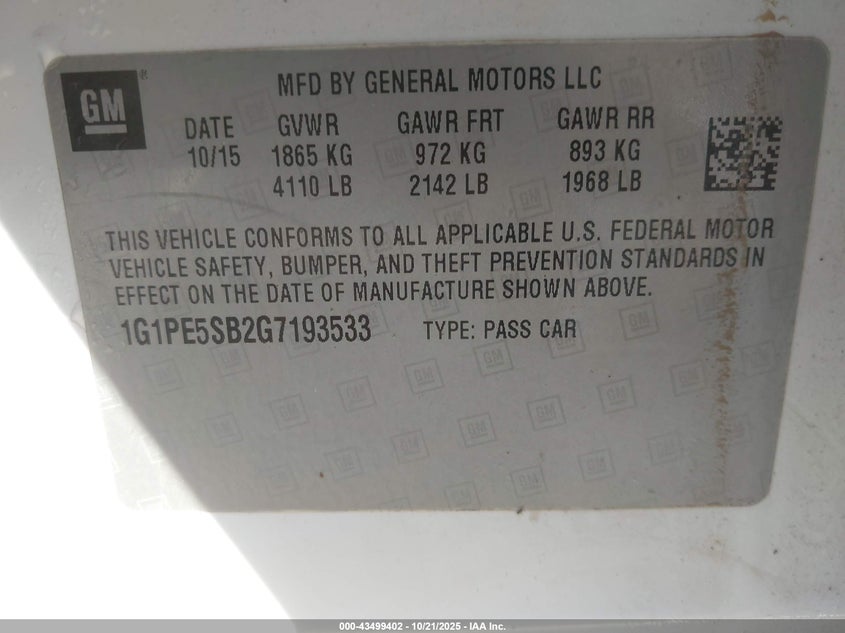 GM
®
MFD BY GENERAL MOTORS LLC
DATE GVWR GAWR FRT GAWR RR
10/15 1865 KG 972 KG 893 KG
4110 LB 2142 LB 1968 LB
THIS VEHICLE CONFORMS TO ALL APPLICABLE U.S. FEDERAL MOTOR
VEHICLE SAFETY, BUMPER, AND THEFT PREVENTION STANDARDS IN
EFFECT ON THE DATE OF MANUFACTURE SHOWN ABOVE.
1G1PE5SB2G7193533 TYPE: PASS CAR
000-43499402 - 10/21/2025 - IAA Inc.